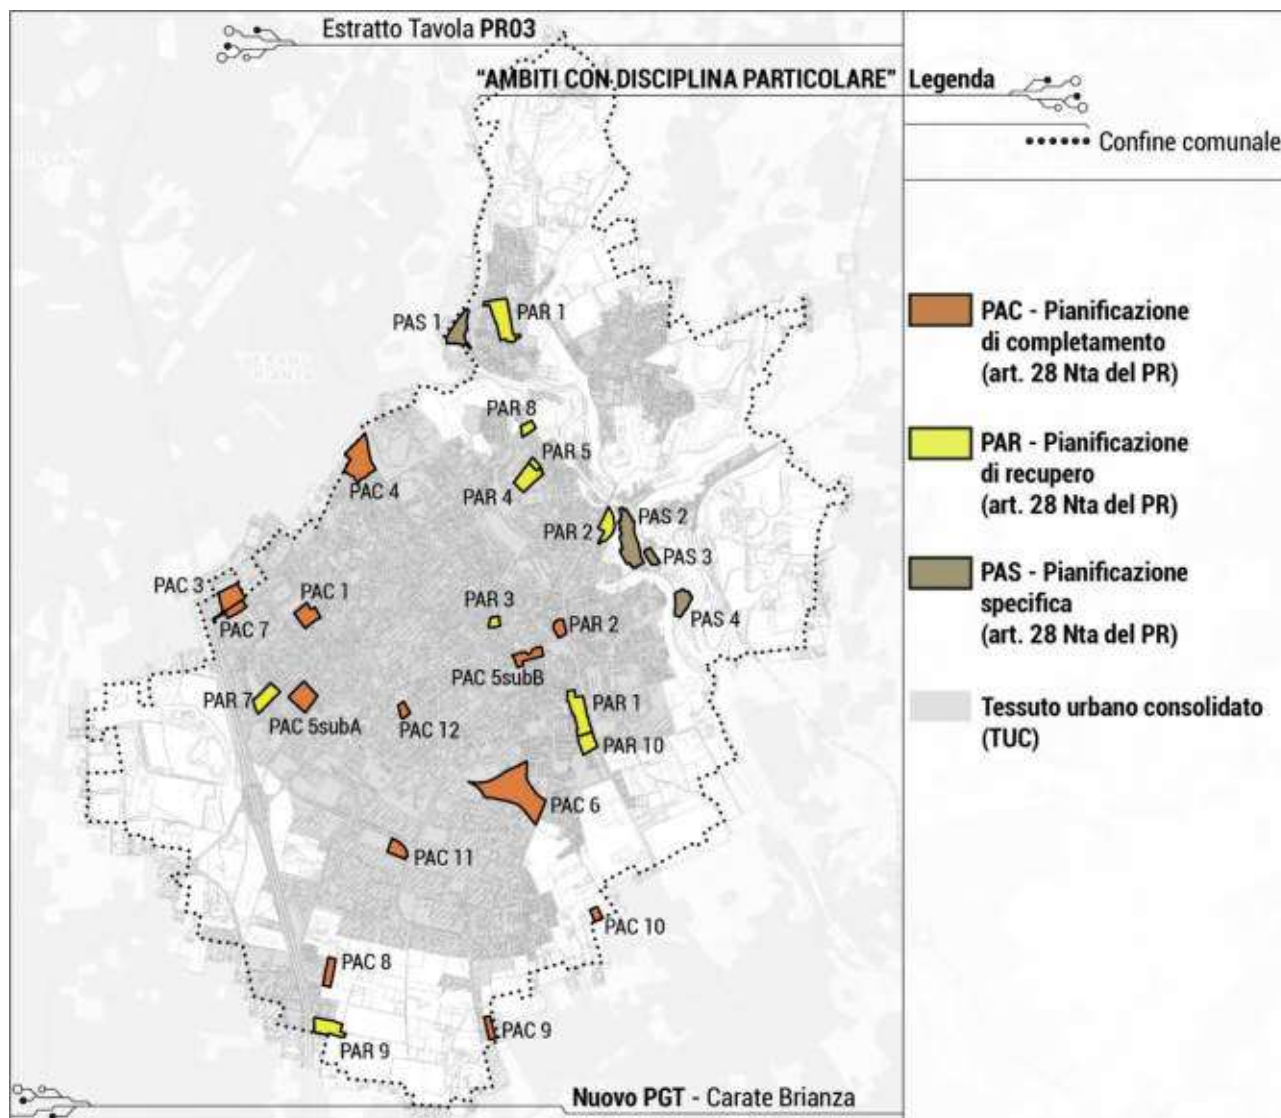 Estratto Tavola PR03
"AMBITI CON DISCIPLINA PARTICOLARE"
Legenda
Confine comunale
PAC - Pianificazione
di completamento
(art. 28 Nta del PR)
PAR - Pianificazione
di recupero
(art. 28 Nta del PR)
PAS - Pianificazione
specifica
(art. 28 Nta del PR)
Tessuto urbano consolidato
(TUC)
PAS 1
PAR 1
PAR 8
PAR 5
PAC 4
PAR 4
PAR 2
PAS 2
PAS 3
PAC 3
PAC 1
PAR 3
PAR 2
PAS 4
PAC 7
PAC 5subB
PAR 7
PAC 5subA
PAC 12
PAR 1
PAR 10
PAC 6
PAC 11
PAC 10
PAC 8
PAC 9
PAR 9
Nuovo PGT - Carate Brianza